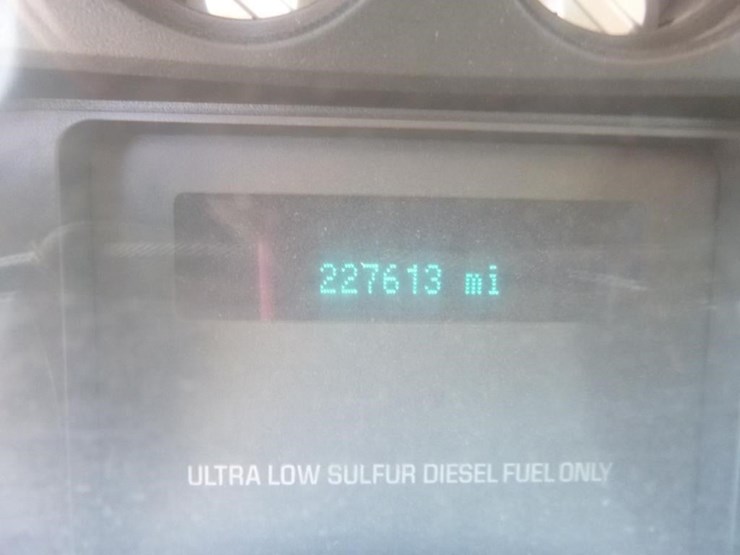 227613 mi
ULTRA LOW SULFUR DIESEL FUEL ONLY